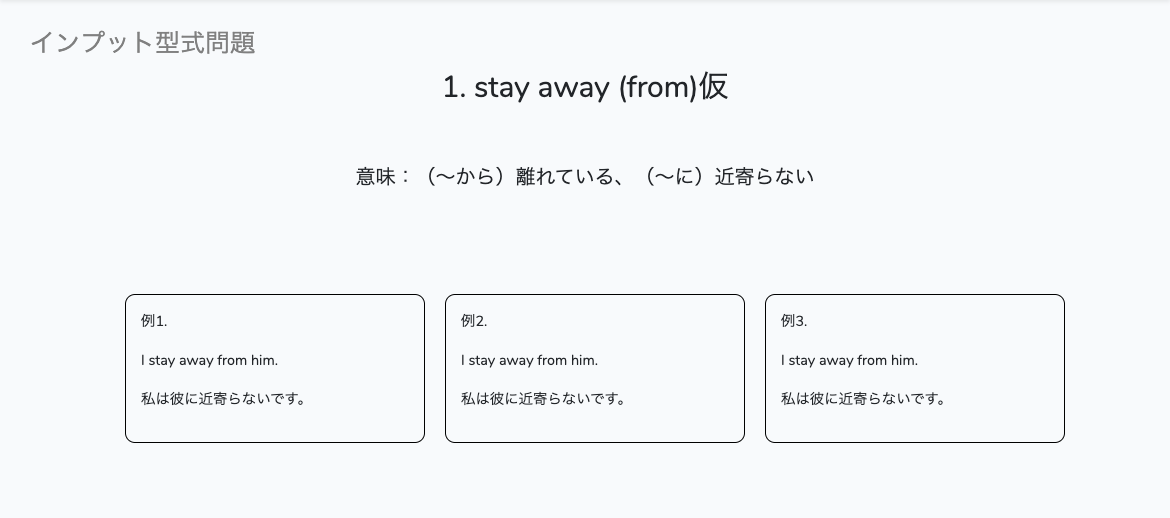 インプット型式問題
1. stay away (from)仮
意味：（〜から）離れている、（〜に）近寄らない
例1.
I stay away from him.
私は彼に近寄らないです。
例2.
I stay away from him.
私は彼に近寄らないです。
例3.
I stay away from him.
私は彼に近寄らないです。